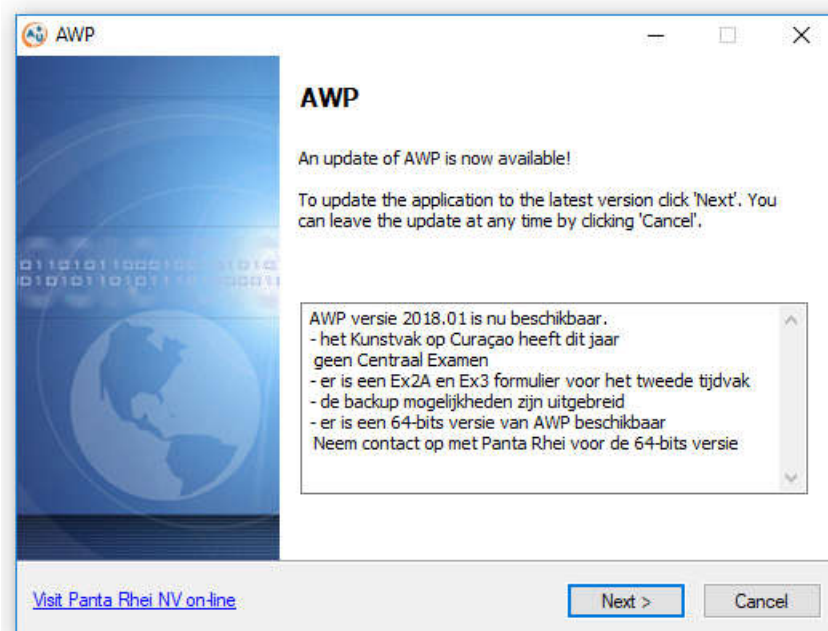 AWP
AWP
An update of AWP is now available!
To update the application to the latest version click 'Next'. You
can leave the update at any time by clicking 'Cancel'.
AWP versie 2018.01 is nu beschikbaar.
- het Kunstvak op Curaçao heeft dit jaar
geen Centraal Examen
- er is een Ex2A en Ex3 formulier voor het tweede tijdvak
- de backup mogelijkheden zijn uitgebreid
- er is een 64-bits versie van AWP beschikbaar
Neem contact op met Panta Rhei voor de 64-bits versie
Visit Panta Rhei NV on-line
Next >
Cancel